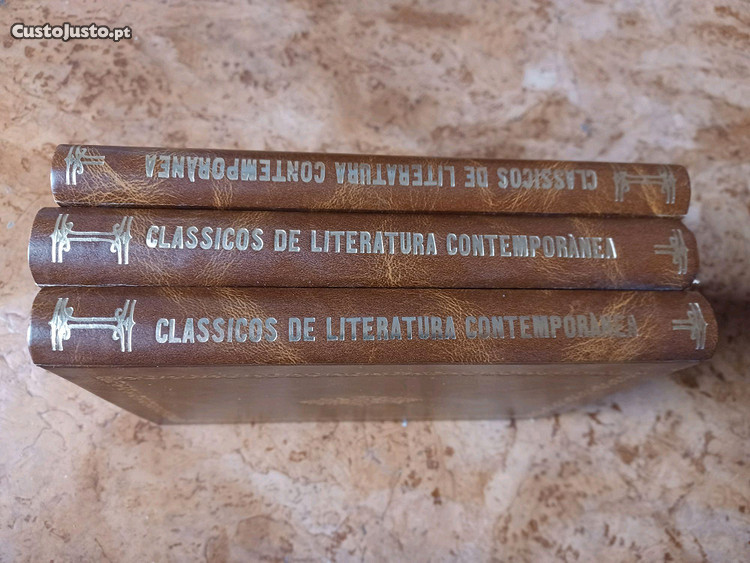 CustoJusto.pt
CLASSICOS DE LITERATURA CONTEMPORÂNEA
CLASSICOS DE LITERATURA CONTEMPORÂNEA
CLASSICOS DE LITERATURA CONTEMPORÂNEA